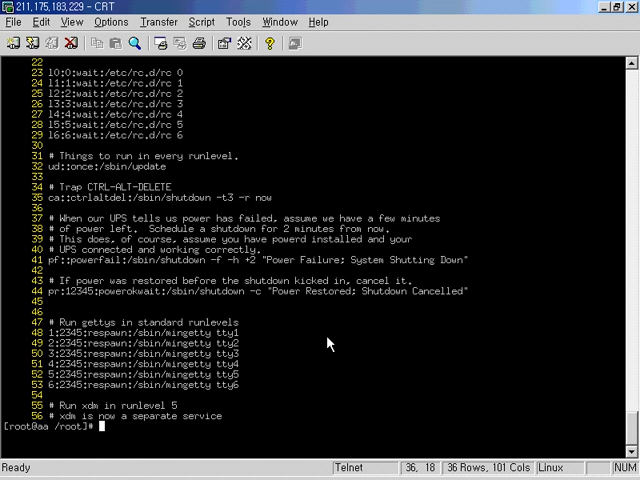 211,175,183,229 - CRT
File Edit View Options Transfer Script Tools Window Help
22
23 l0:0:wait:/etc/rc.d/rc 0
24 l1:1:wait:/etc/rc.d/rc 1
25 l2:2:wait:/etc/rc.d/rc 2
26 l3:3:wait:/etc/rc.d/rc 3
27 l4:4:wait:/etc/rc.d/rc 4
28 l5:5:wait:/etc/rc.d/rc 5
29 l6:6:wait:/etc/rc.d/rc 6
30
31 # Things to run in every runlevel.
32 ud::once:/sbin/update
33
34 # Trap CTRL-ALT-DELETE
35 ca::ctrlaltdel:/sbin/shutdown -t3 -r now
36
37 # When our UPS tells us power has failed, assume we have a few minutes
38 # of power left.  Schedule a shutdown for 2 minutes from now.
39 # This does, of course, assume you have powerd installed and your
40 # UPS connected and working correctly.
41 pf::powerfail:/sbin/shutdown -f -h +2 "Power Failure; System Shutting Down"
42
43 # If power was restored before the shutdown kicked in, cancel it.
44 pr:12345:powerokwait:/sbin/shutdown -c "Power Restored; Shutdown Cancelled"
45
46
47 # Run gettys in standard runlevels
48 1:2345:respawn:/sbin/mingetty tty1
49 2:2345:respawn:/sbin/mingetty tty2
50 3:2345:respawn:/sbin/mingetty tty3
51 4:2345:respawn:/sbin/mingetty tty4
52 5:2345:respawn:/sbin/mingetty tty5
53 6:2345:respawn:/sbin/mingetty tty6
54
55 # Run xdm in runlevel 5
56 # xdm is now a separate service
[root@aa /root]#
Ready Telnet 36, 18 36 Rows, 101 Cols Linux NUM